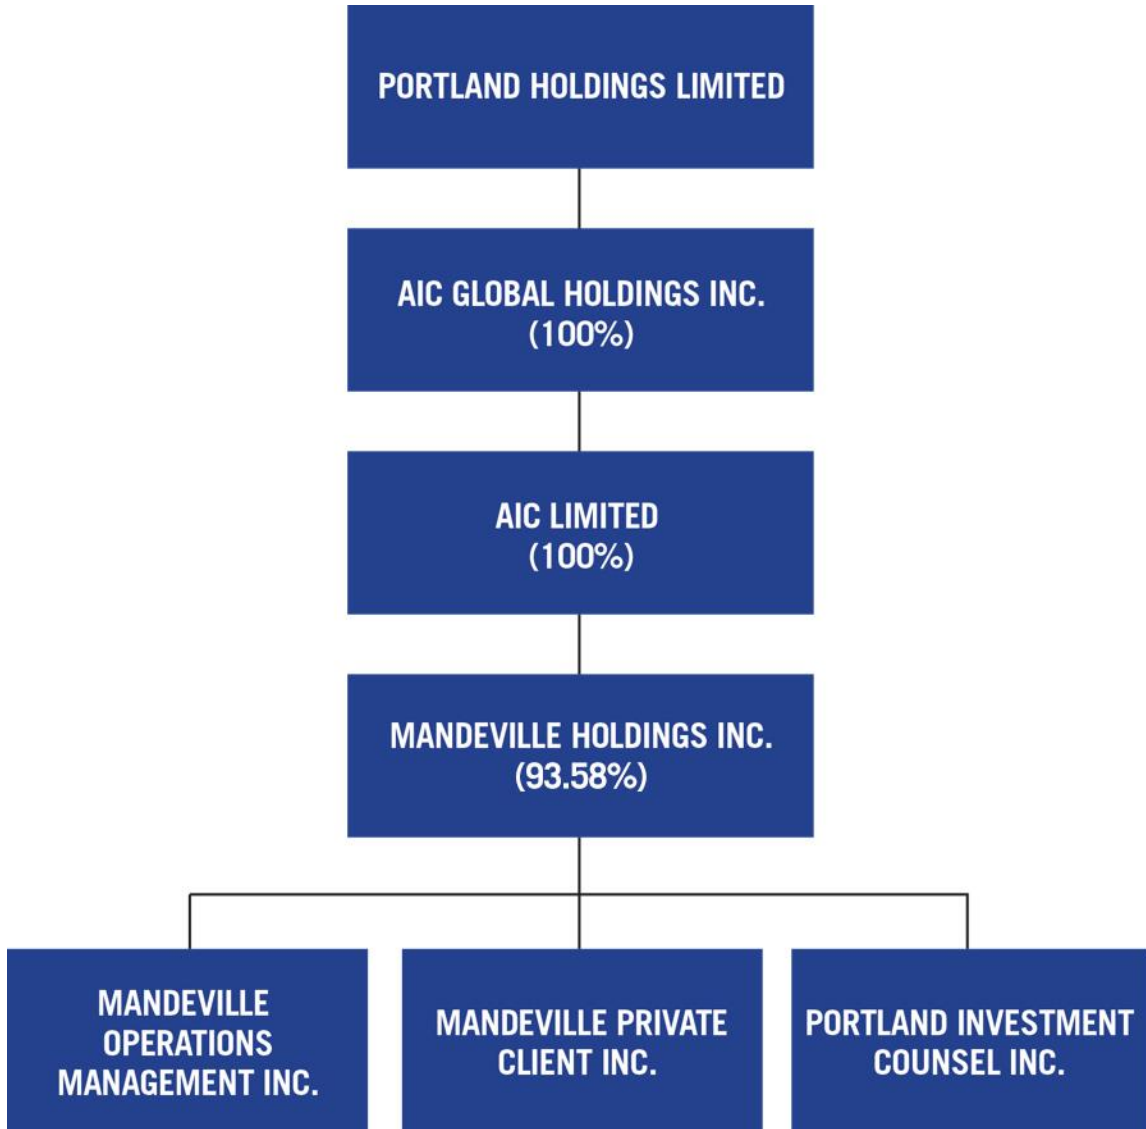 PORTLAND HOLDINGS LIMITED
AIC GLOBAL HOLDINGS INC.
(100%)
AIC LIMITED
(100%)
MANDEVILLE HOLDINGS INC.
(93.58%)
MANDEVILLE
OPERATIONS
MANAGEMENT INC.
MANDEVILLE PRIVATE
CLIENT INC.
PORTLAND INVESTMENT
COUNSEL INC.